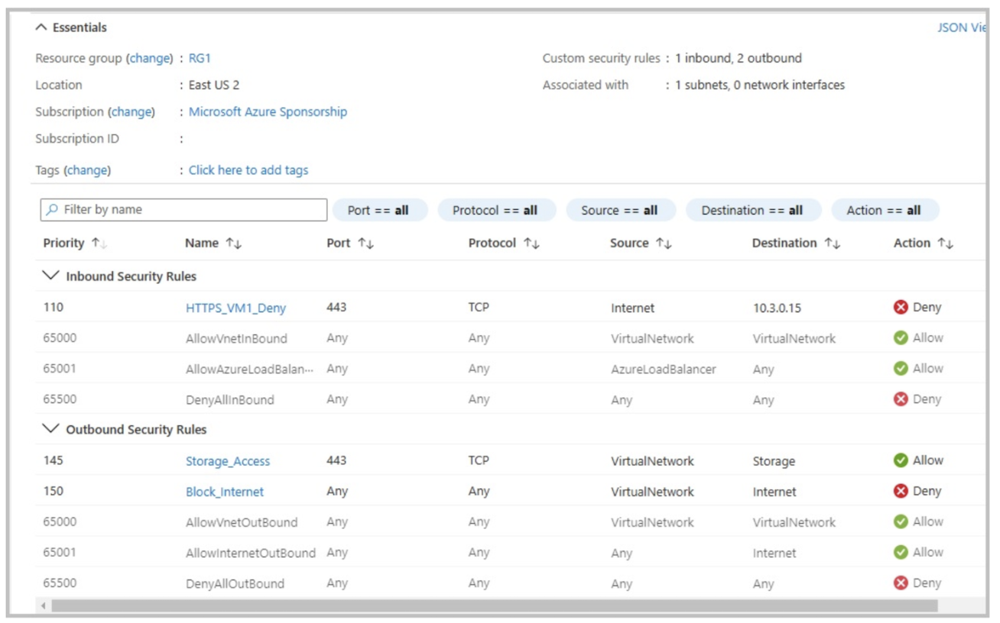 Essentials JSON Vie
Resource group (change) : RG1 Custom security rules : 1 inbound, 2 outbound
Location : East US 2 Associated with : 1 subnets, 0 network interfaces
Subscription (change) : Microsoft Azure Sponsorship
Subscription ID :
Tags (change) : Click here to add tags
Filter by name Port == all Protocol == all Source == all Destination == all Action == all
Priority ↑↓ Name ↑↓ Port ↑↓ Protocol ↑↓ Source ↑↓ Destination ↑↓ Action ↑↓
Inbound Security Rules
110 HTTPS_VM1_Deny 443 TCP Internet 10.3.0.15 Deny
65000 AllowVnetInBound Any Any VirtualNetwork VirtualNetwork Allow
65001 AllowAzureLoadBalan··· Any Any AzureLoadBalancer Any Allow
65500 DenyAllInBound Any Any Any Any Deny
Outbound Security Rules
145 Storage_Access 443 TCP VirtualNetwork Storage Allow
150 Block_Internet Any Any VirtualNetwork Internet Deny
65000 AllowVnetOutBound Any Any VirtualNetwork VirtualNetwork Allow
65001 AllowInternetOutBound Any Any Any Internet Allow
65500 DenyAllOutBound Any Any Any Any Deny